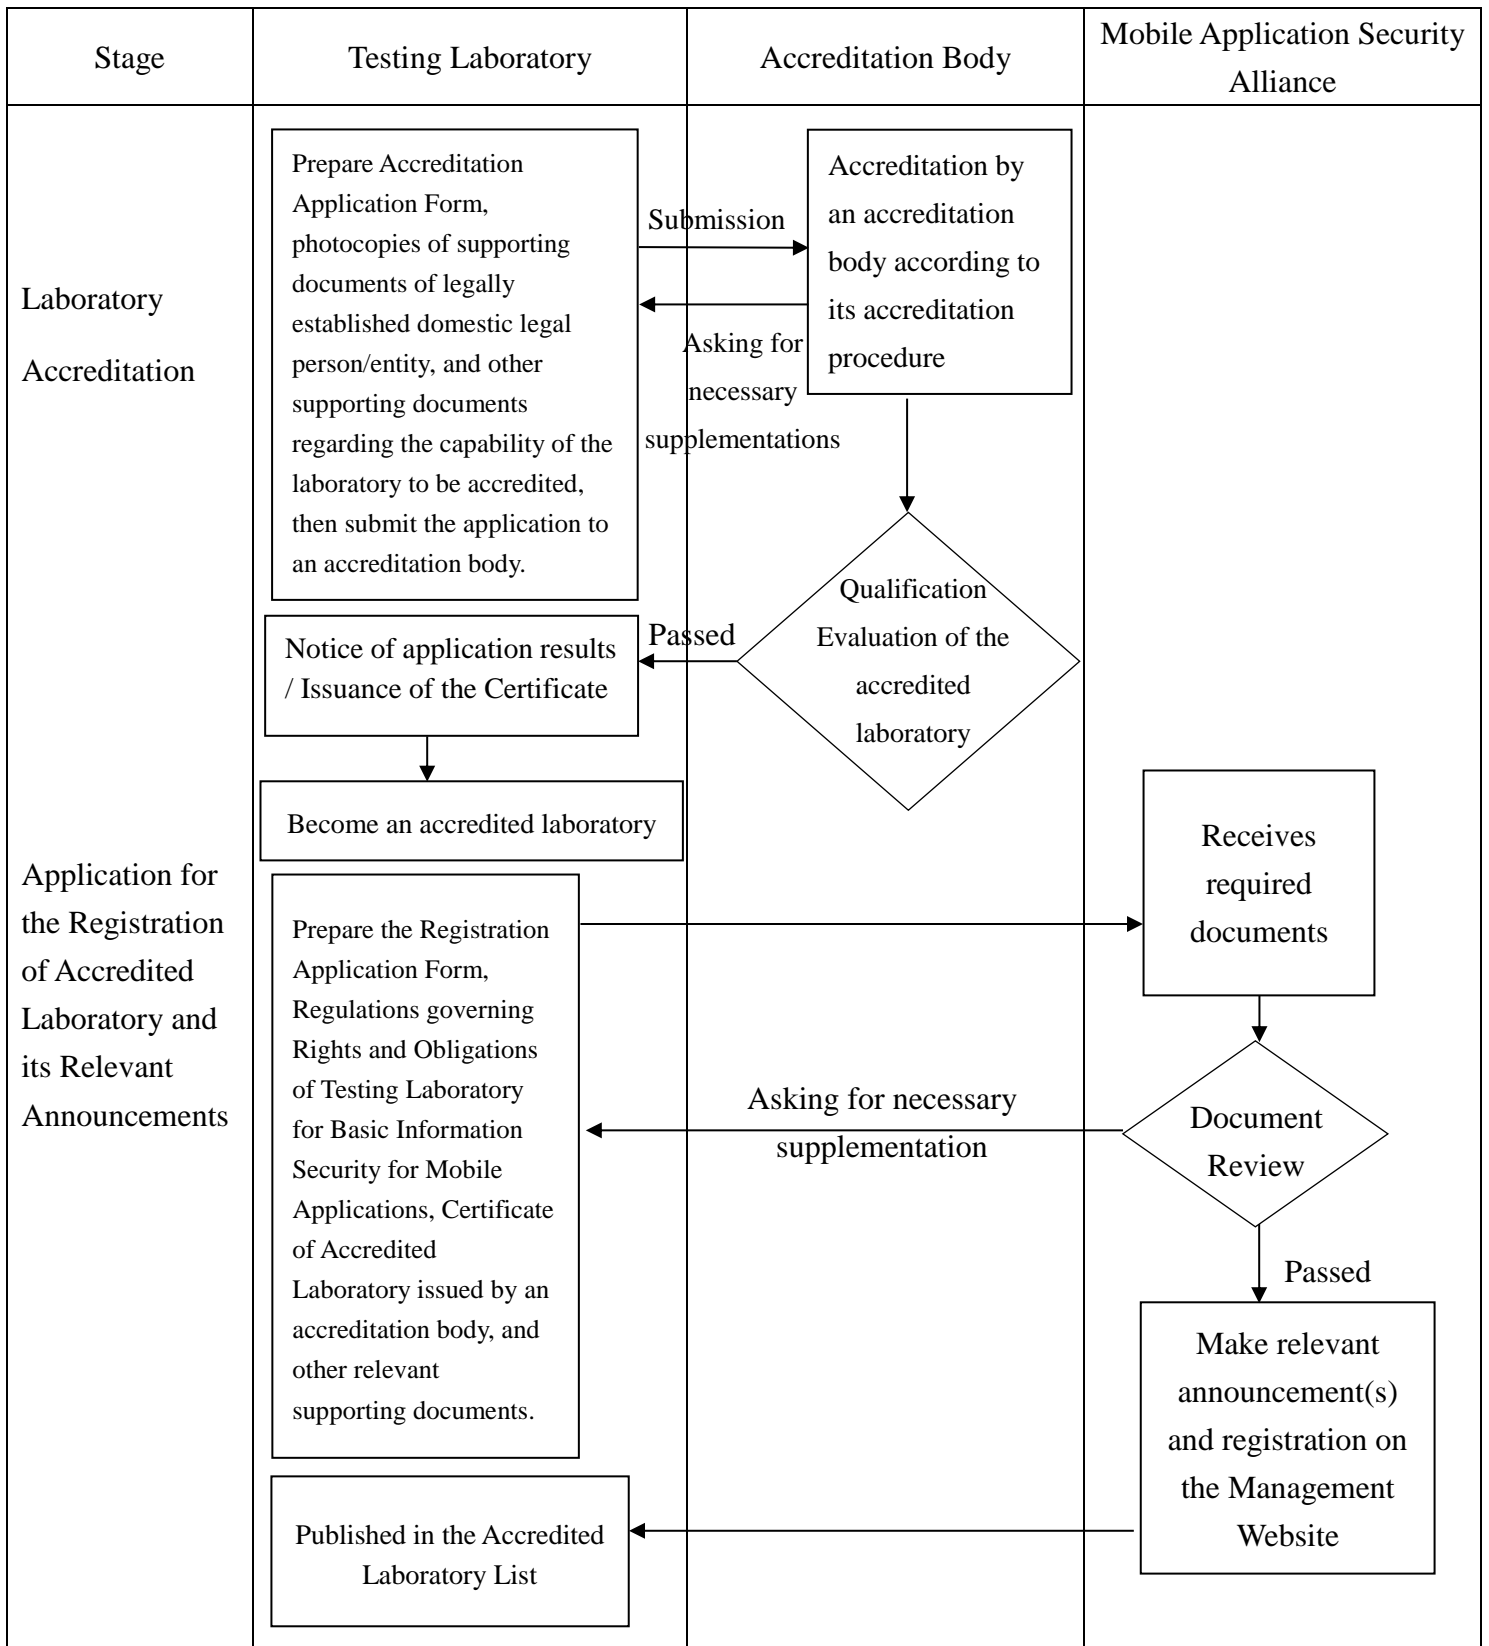 Stage
Testing Laboratory
Accreditation Body
Mobile Application Security
Alliance
Laboratory
Accreditation
Prepare Accreditation
Application Form,
photocopies of supporting
documents of legally
established domestic legal
person/entity, and other
supporting documents
regarding the capability of the
laboratory to be accredited,
then submit the application to
an accreditation body.
Submission
Asking for
necessary
supplementations
Accreditation by
an accreditation
body according to
its accreditation
procedure
Qualification
Evaluation of the
accredited
laboratory
Passed
Notice of application results
/ Issuance of the Certificate
Become an accredited laboratory
Application for
the Registration
of Accredited
Laboratory and
its Relevant
Announcements
Prepare the Registration
Application Form,
Regulations governing
Rights and Obligations
of Testing Laboratory
for Basic Information
Security for Mobile
Applications, Certificate
of Accredited
Laboratory issued by an
accreditation body, and
other relevant
supporting documents.
Receives
required
documents
Asking for necessary
supplementation
Document
Review
Passed
Make relevant
announcement(s)
and registration on
the Management
Website
Published in the Accredited
Laboratory List